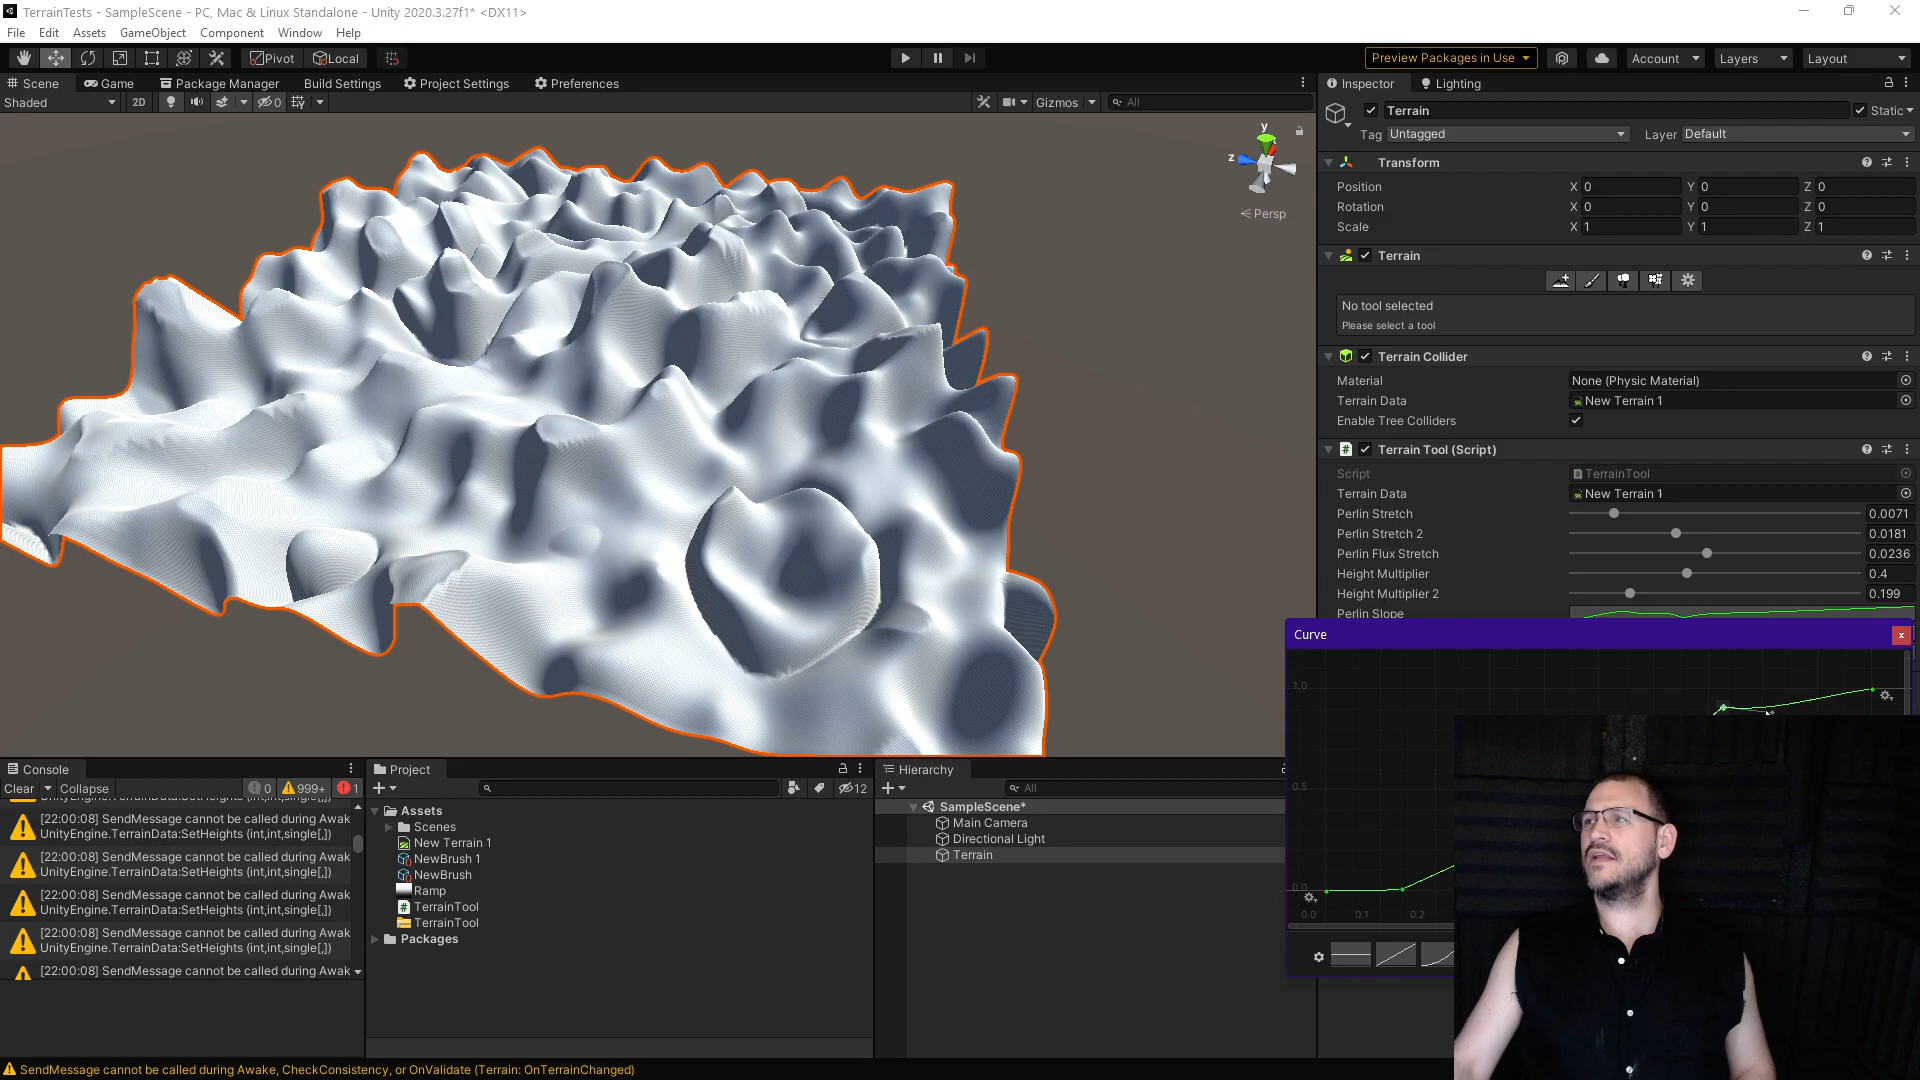 TerrainTests - SampleScene - PC, Mac & Linux Standalone - Unity 2020.3.27f1* <DX11>
File Edit Assets GameObject Component Window Help
Pivot Local Preview Packages in Use Account Layers Layout
Scene Game Package Manager Build Settings Project Settings Preferences
Shaded 2D 0 Gizmos All
y
z
Persp
Inspector Lighting
Terrain Static
Tag Untagged Layer Default
Transform
Position X 0 Y 0 Z 0
Rotation X 0 Y 0 Z 0
Scale X 1 Y 1 Z 1
Terrain
No tool selected
Please select a tool
Terrain Collider
Material None (Physic Material)
Terrain Data New Terrain 1
Enable Tree Colliders
Terrain Tool (Script)
Script TerrainTool
Terrain Data New Terrain 1
Perlin Stretch 0.0071
Perlin Stretch 2 0.0181
Perlin Flux Stretch 0.0236
Height Multiplier 0.4
Height Multiplier 2 0.199
Perlin Slope
Curve
1.0
0.5
0.0
0.0 0.1 0.2
Console
Clear Collapse 0 999+ 1
UnityEngine.TerrainData:SetHeights (int,int,single[,])
[22:00:08] SendMessage cannot be called during Awak
UnityEngine.TerrainData:SetHeights (int,int,single[,])
[22:00:08] SendMessage cannot be called during Awak
UnityEngine.TerrainData:SetHeights (int,int,single[,])
[22:00:08] SendMessage cannot be called during Awak
UnityEngine.TerrainData:SetHeights (int,int,single[,])
[22:00:08] SendMessage cannot be called during Awak
UnityEngine.TerrainData:SetHeights (int,int,single[,])
[22:00:08] SendMessage cannot be called during Awak
Project
12
Assets
Scenes
New Terrain 1
NewBrush 1
NewBrush
Ramp
TerrainTool
TerrainTool
Packages
Hierarchy
All
SampleScene*
Main Camera
Directional Light
Terrain
SendMessage cannot be called during Awake, CheckConsistency, or OnValidate (Terrain: OnTerrainChanged)